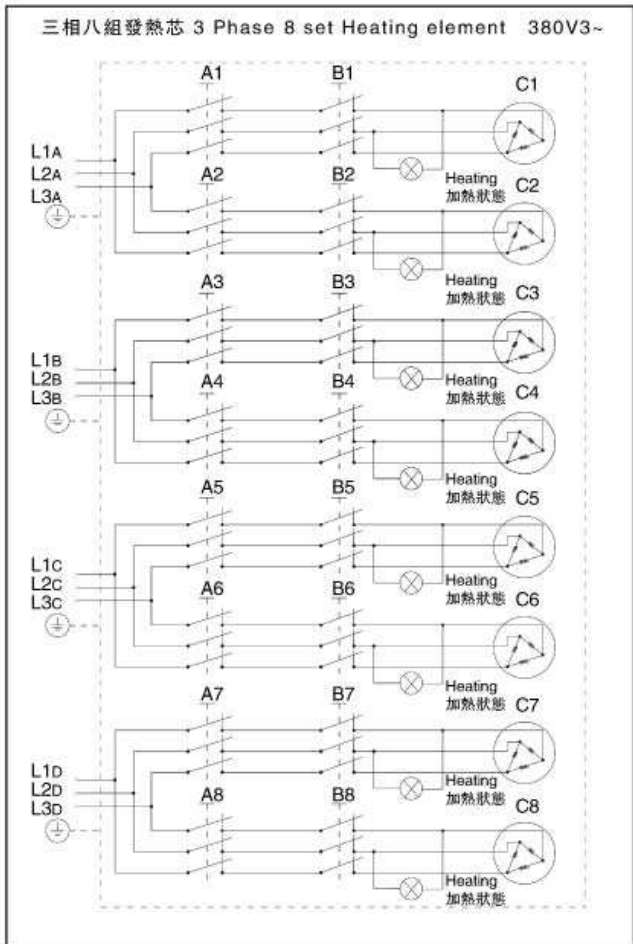 三相八組發熱芯 3 Phase 8 set Heating element 380V3~
A1 B1 C1
L1A
L2A
L3A
Heating
加熱狀態
A2 B2 C2
Heating
加熱狀態
A3 B3 C3
L1B
L2B
L3B
Heating
加熱狀態
A4 B4 C4
Heating
加熱狀態
A5 B5 C5
L1C
L2C
L3C
Heating
加熱狀態
A6 B6 C6
Heating
加熱狀態
A7 B7 C7
L1D
L2D
L3D
Heating
加熱狀態
A8 B8 C8
Heating
加熱狀態